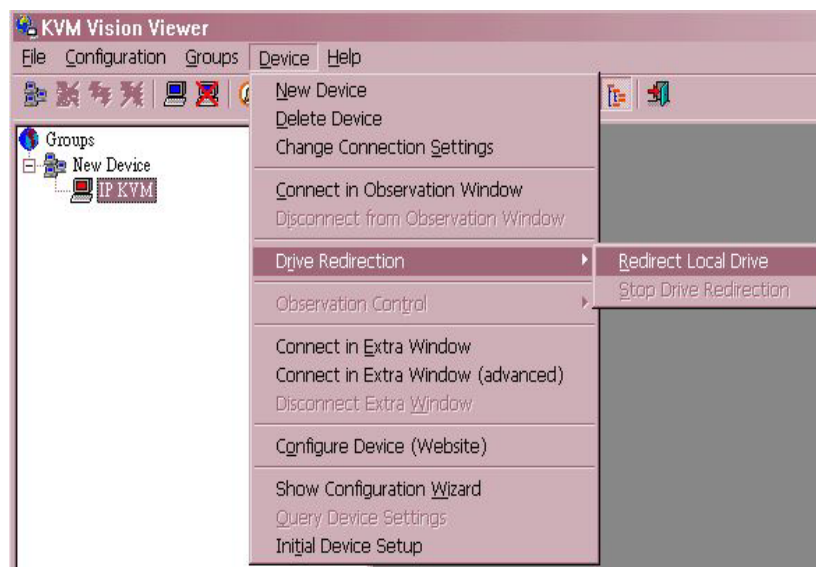 KVM Vision Viewer
File Configuration Groups Device Help
Groups
New Device
IP KVM
New Device
Delete Device
Change Connection Settings
Connect in Observation Window
Disconnect from Observation Window
Drive Redirection
Redirect Local Drive
Stop Drive Redirection
Observation Control
Connect in Extra Window
Connect in Extra Window (advanced)
Disconnect Extra Window
Configure Device (Website)
Show Configuration Wizard
Query Device Settings
Initial Device Setup